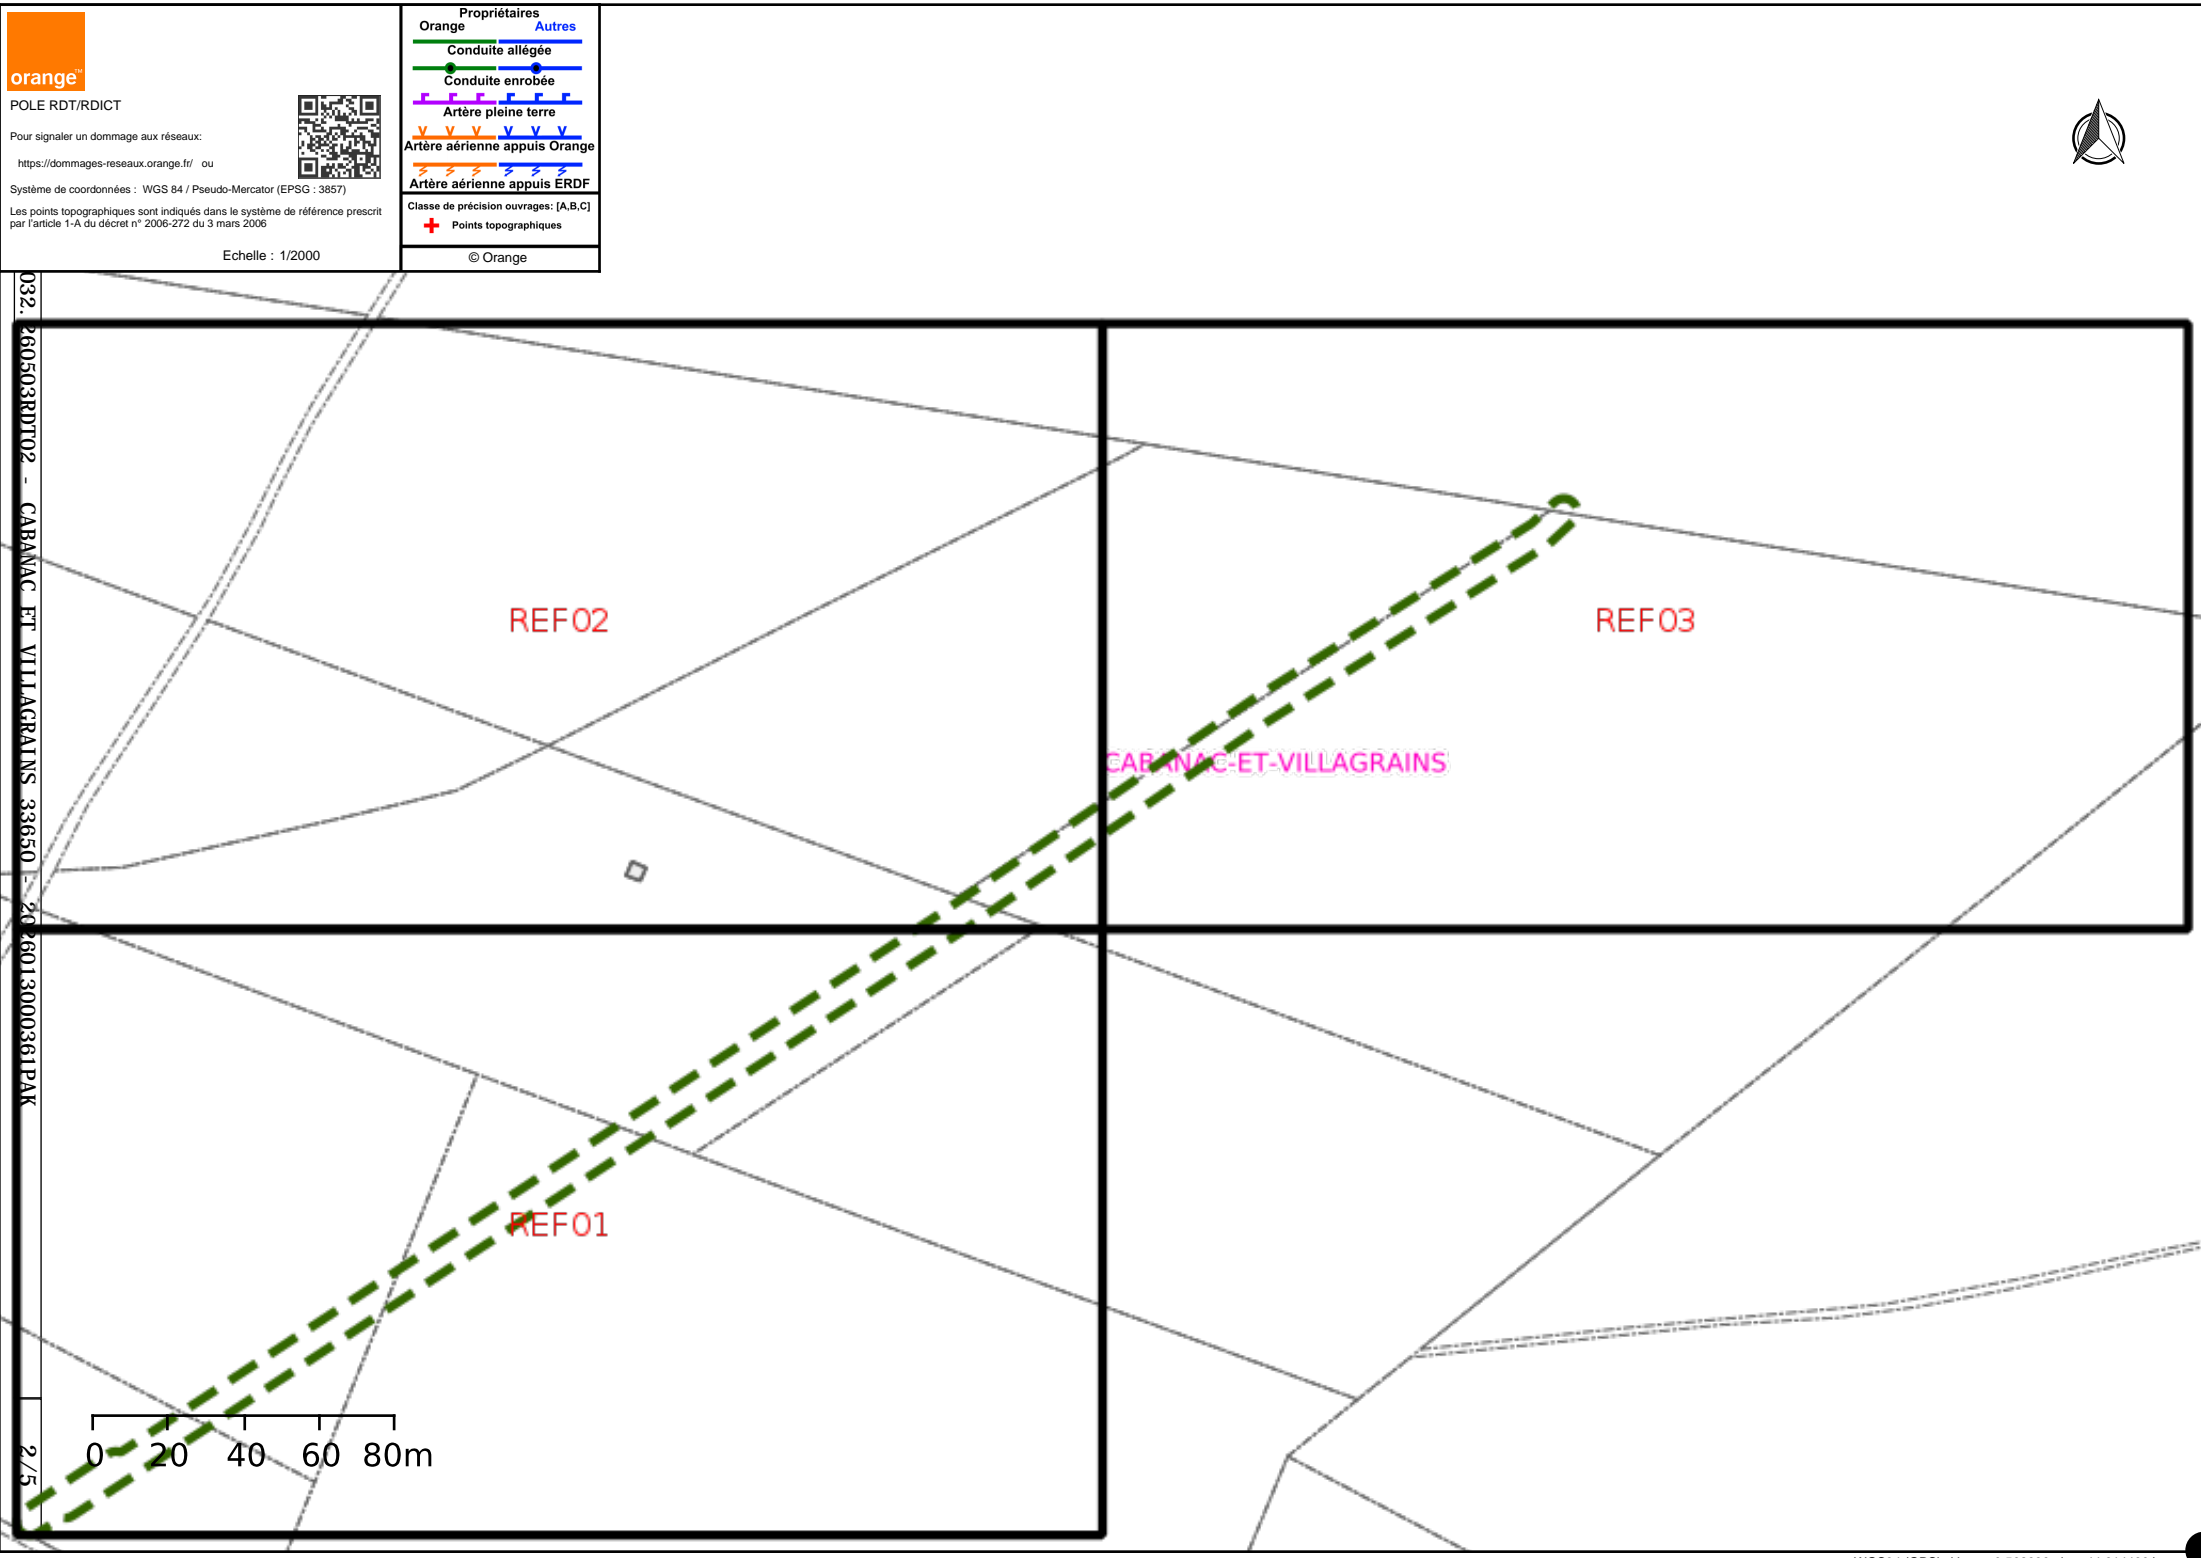 orange™
POLE RDT/RDICT
Pour signaler un dommage aux réseaux:
https://dommages-reseaux.orange.fr/ ou
Système de coordonnées : WGS 84 / Pseudo-Mercator (EPSG : 3857)
Les points topographiques sont indiqués dans le système de référence prescrit
par l'article 1-A du décret n° 2006-272 du 3 mars 2006
Echelle : 1/2000
Propriétaires
Orange Autres
Conduite allégée
Conduite enrobée
Artère pleine terre
Artère aérienne appuis Orange
Artère aérienne appuis ERDF
Classe de précision ouvrages: [A,B,C]
Points topographiques
© Orange
032. 260503RDT02 - CABANAC ET VILLAGRAINS 33650 - 2026013000361PAK
2/5
REF02
REF03
CABANAC-ET-VILLAGRAINS
REF01
0 20 40 60 80m